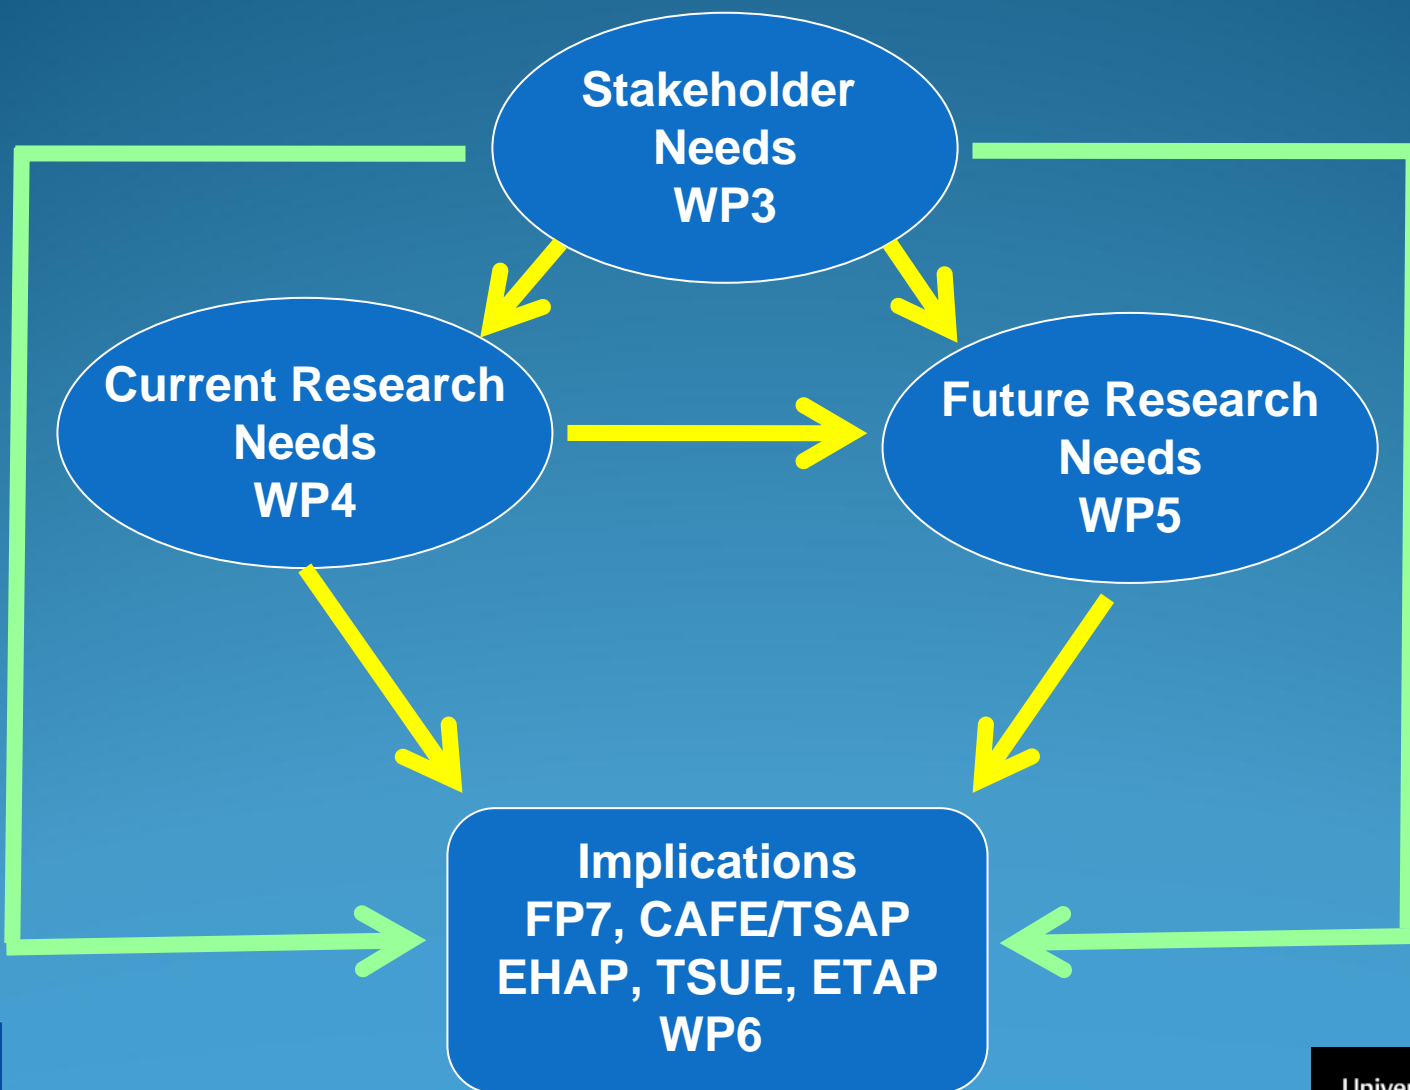 Stakeholder
Needs
WP3
Current Research
Needs
WP4
Future Research
Needs
WP5
Implications
FP7, CAFE/TSAP
EHAP, TSUE, ETAP
WP6